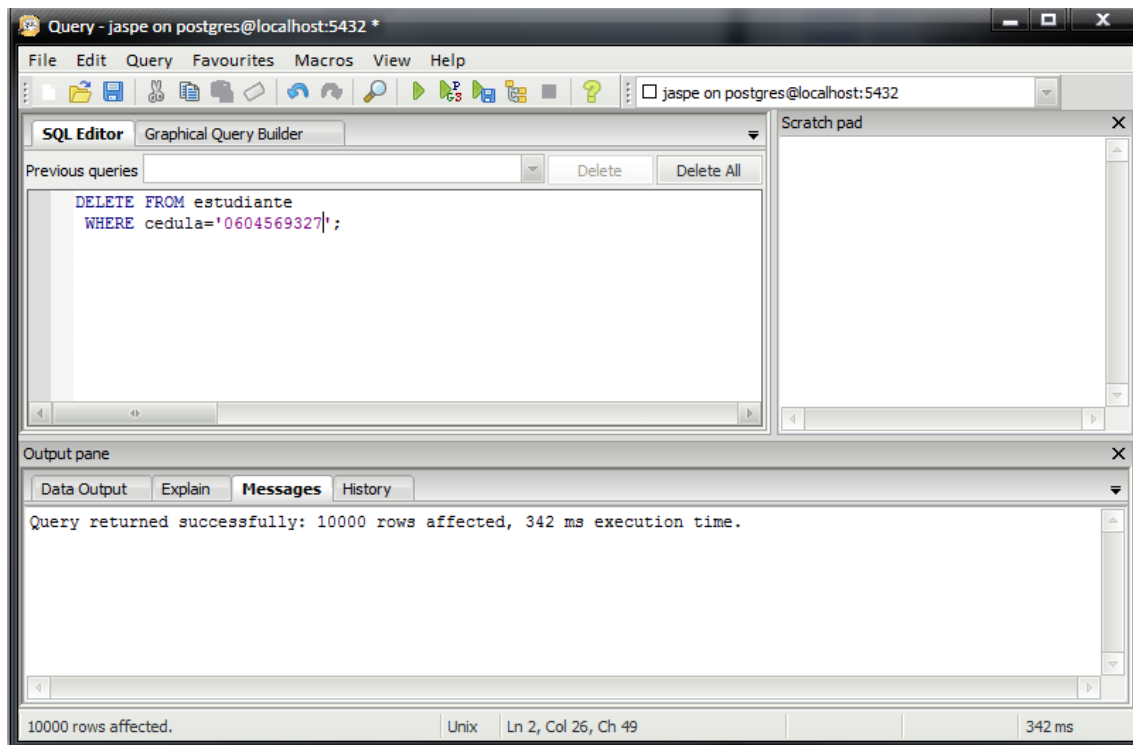 Query - jaspe on postgres@localhost:5432 *
File Edit Query Favourites Macros View Help
jaspe on postgres@localhost:5432
SQL Editor Graphical Query Builder
Previous queries Delete Delete All
DELETE FROM estudiante
WHERE cedula='0604569327';
Scratch pad
Output pane
Data Output Explain Messages History
Query returned successfully: 10000 rows affected, 342 ms execution time.
10000 rows affected. Unix Ln 2, Col 26, Ch 49 342 ms